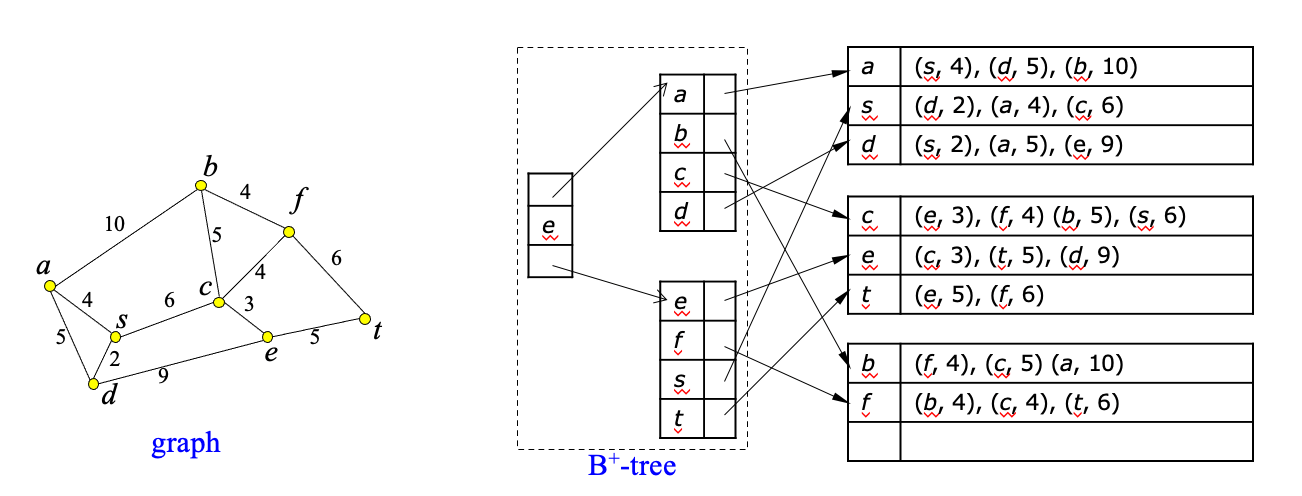 b
4
f
10
5
6
a
4
c
4
6
3
s
5
2
t
5
e
9
d
graph
e
a
b
c
d
e
f
s
t
B+-tree
a (s, 4), (d, 5), (b, 10)
s (d, 2), (a, 4), (c, 6)
d (s, 2), (a, 5), (e, 9)
c (e, 3), (f, 4) (b, 5), (s, 6)
e (c, 3), (t, 5), (d, 9)
t (e, 5), (f, 6)
b (f, 4), (c, 5) (a, 10)
f (b, 4), (c, 4), (t, 6)